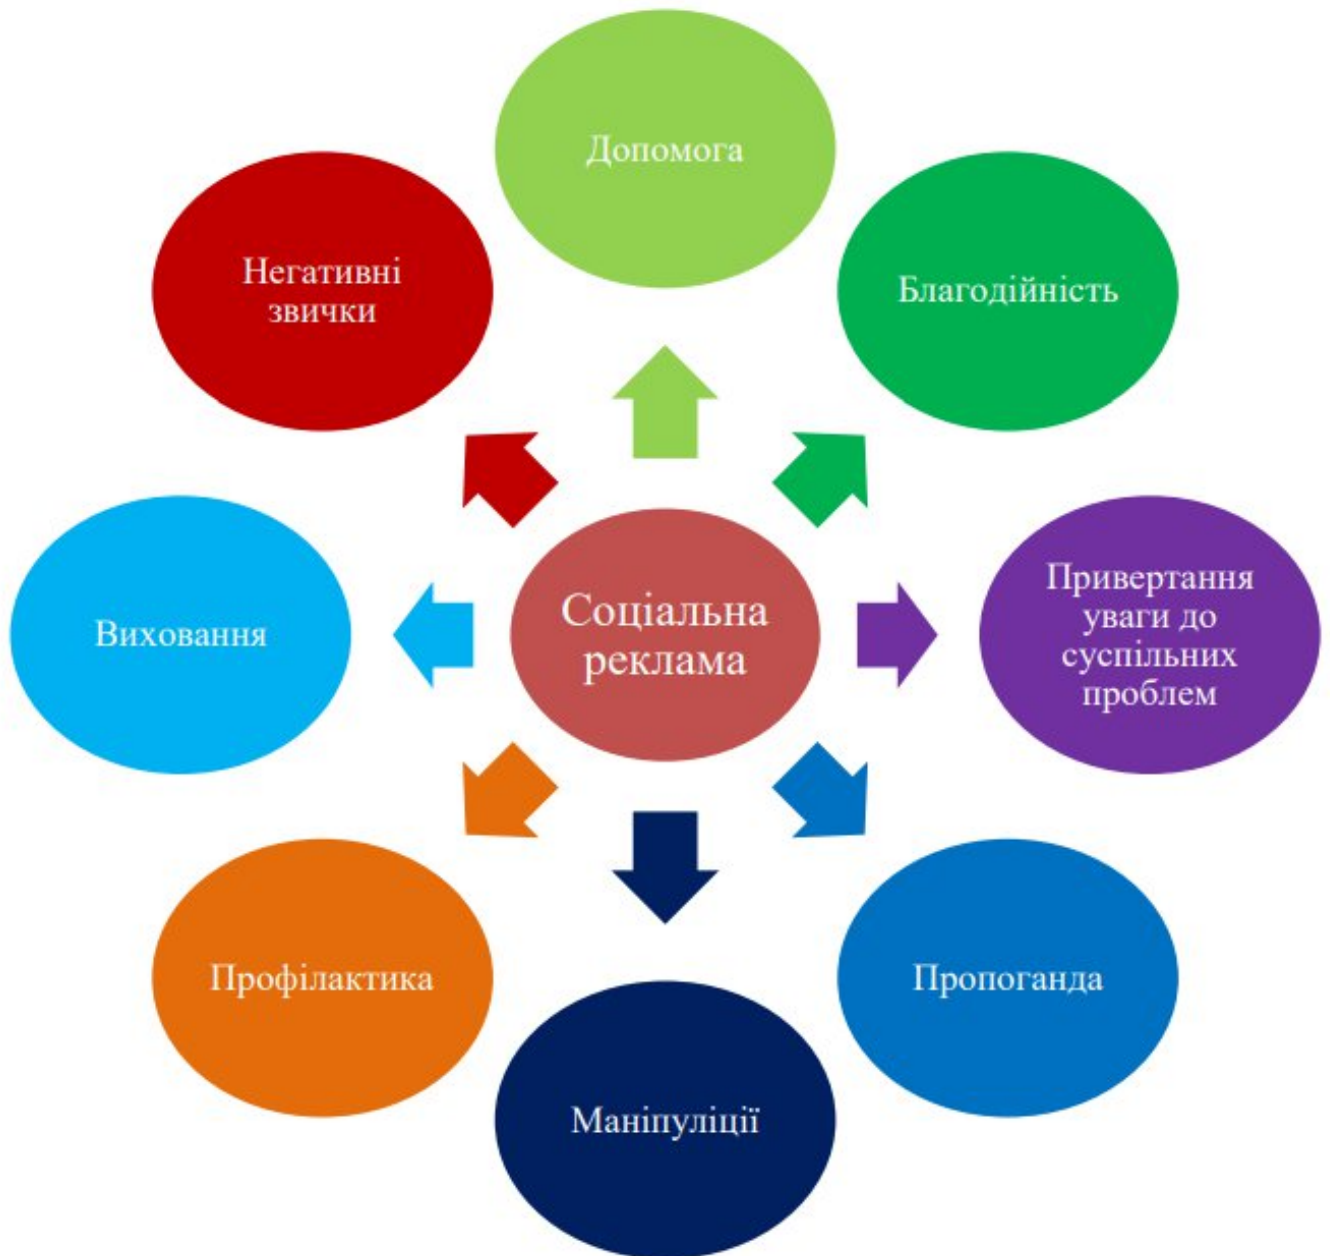 Допомога
Негативні
звички
Благодійність
Виховання
Соціальна
реклама
Привертання
уваги до
суспільних
проблем
Профілактика
Пропоганда
Маніпуліції